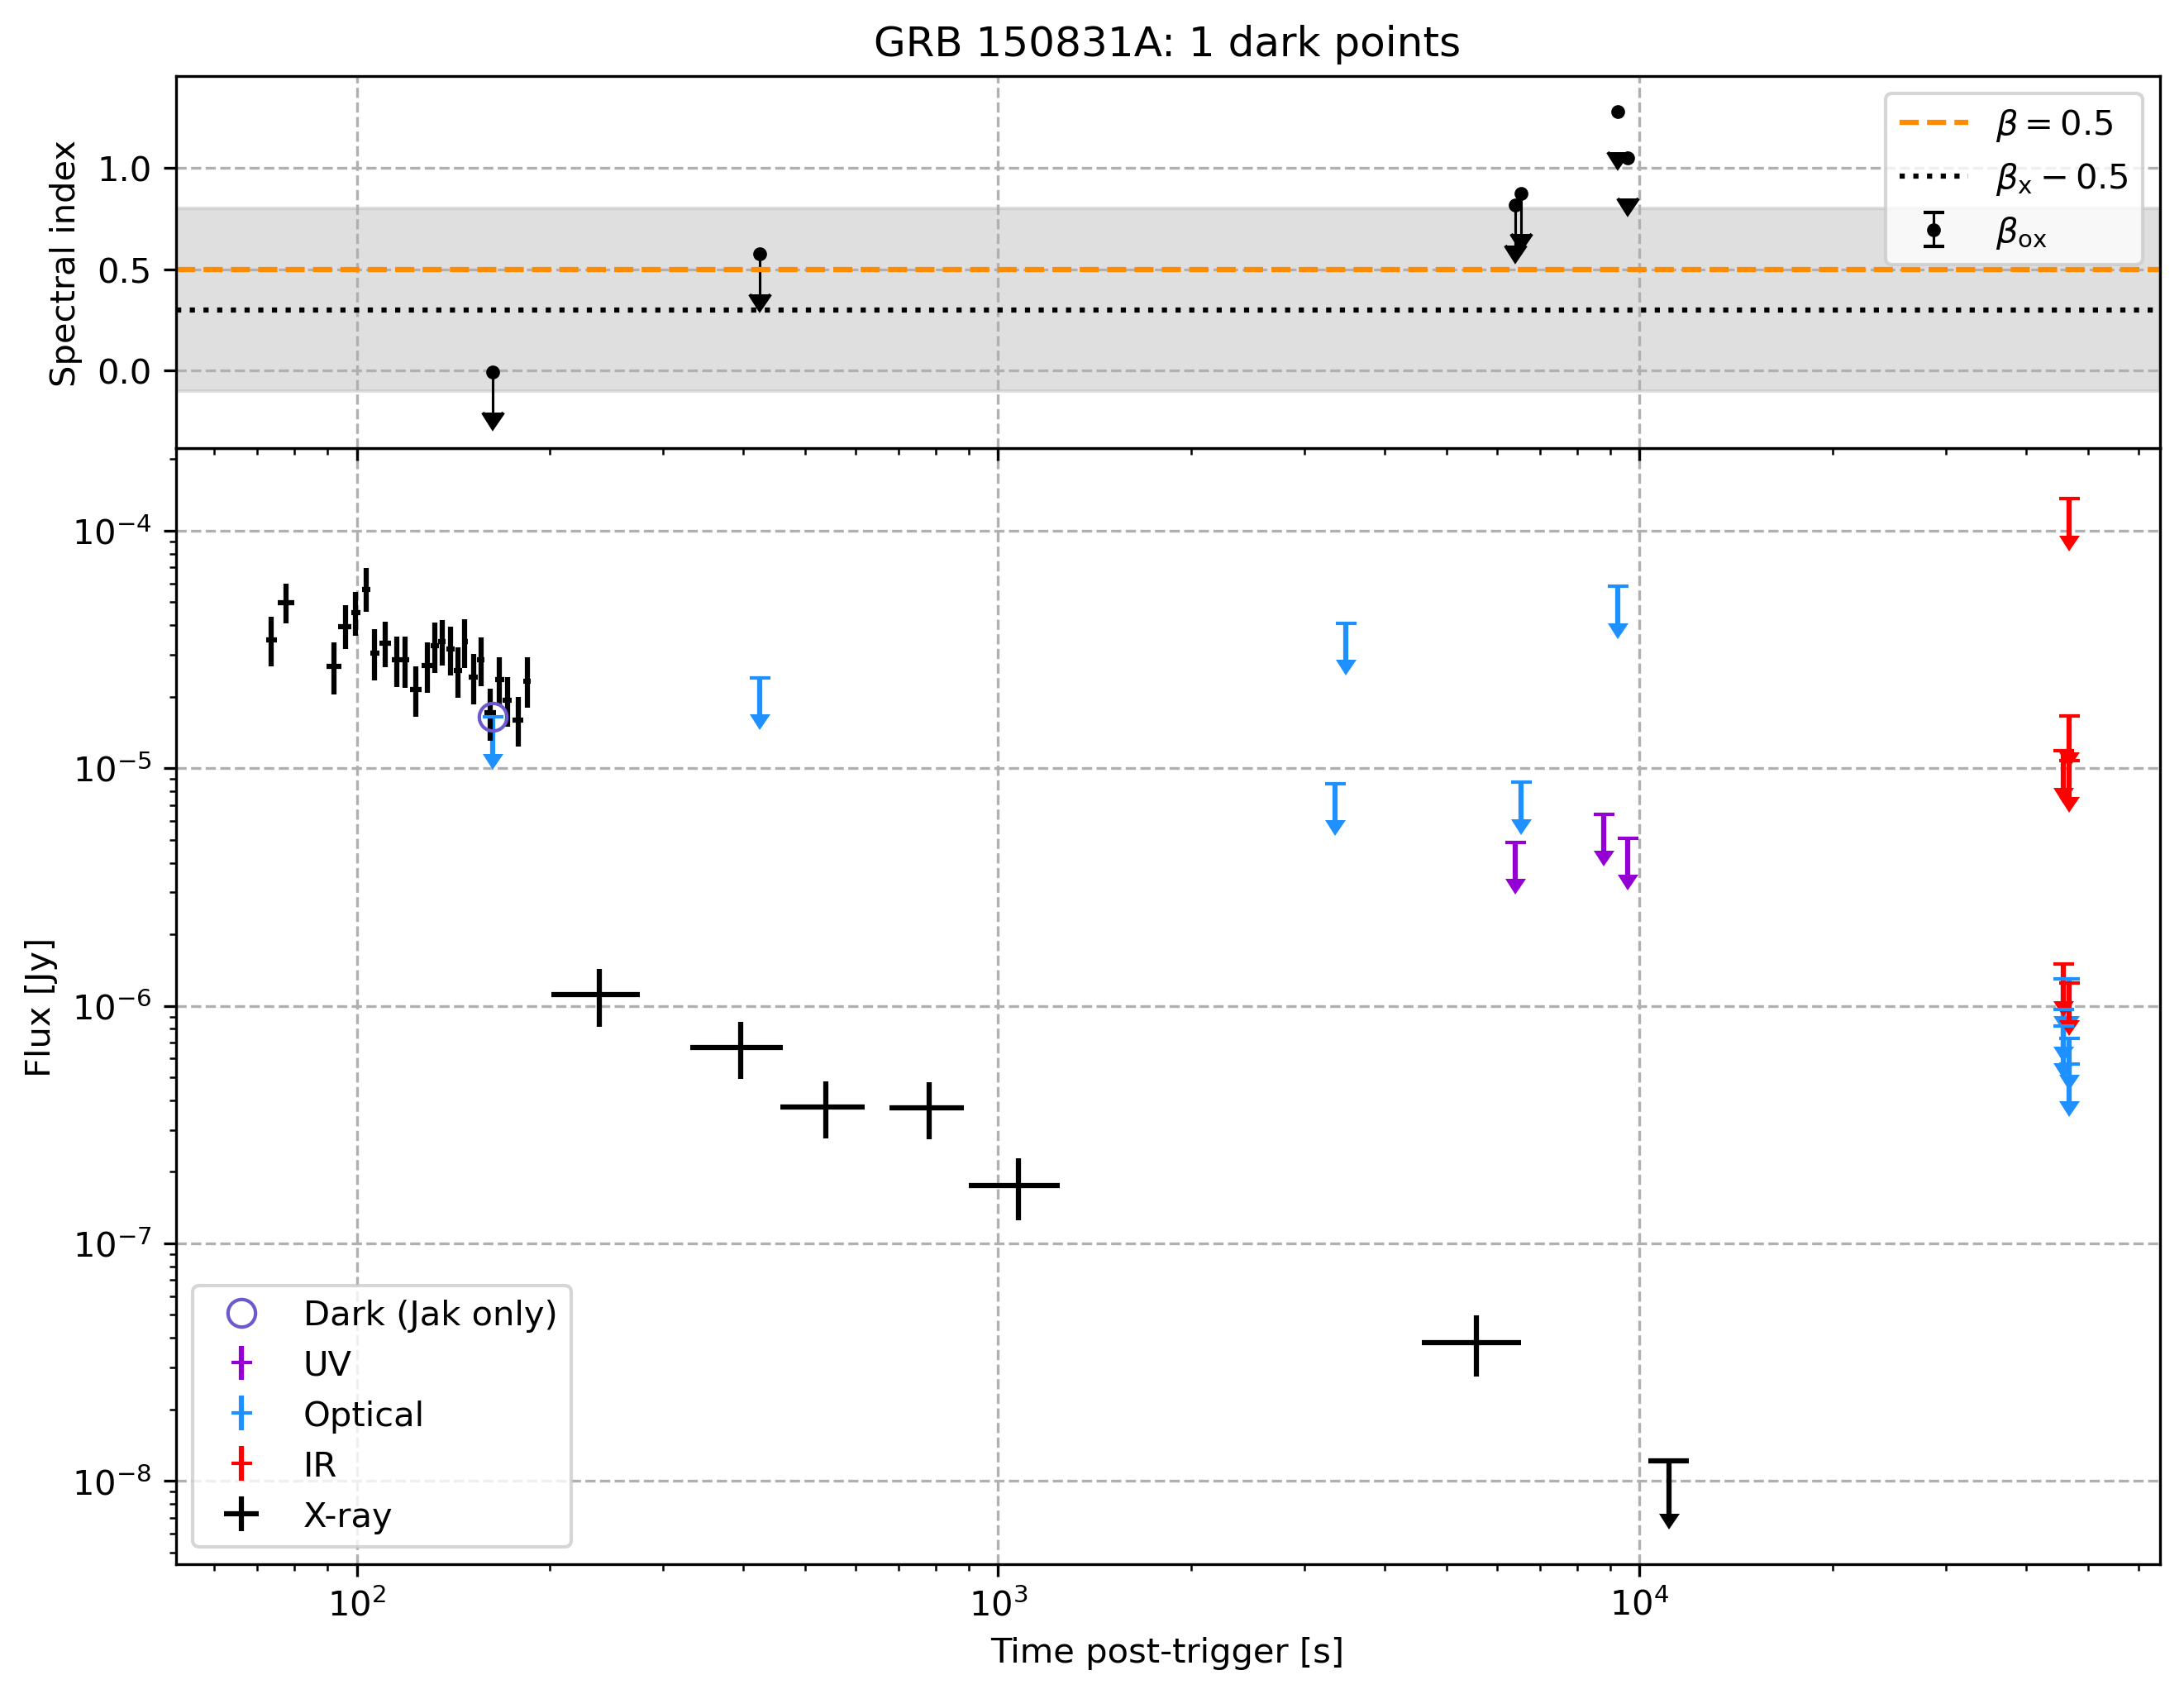 GRB 150831A: 1 dark points
Spectral index
1.0
0.5
0.0
β = 0.5
βₓ − 0.5
βₒₓ
Flux [Jy]
10⁻⁴
10⁻⁵
10⁻⁶
10⁻⁷
10⁻⁸
Dark (Jak only)
UV
Optical
IR
X-ray
10² 10³ 10⁴
Time post-trigger [s]